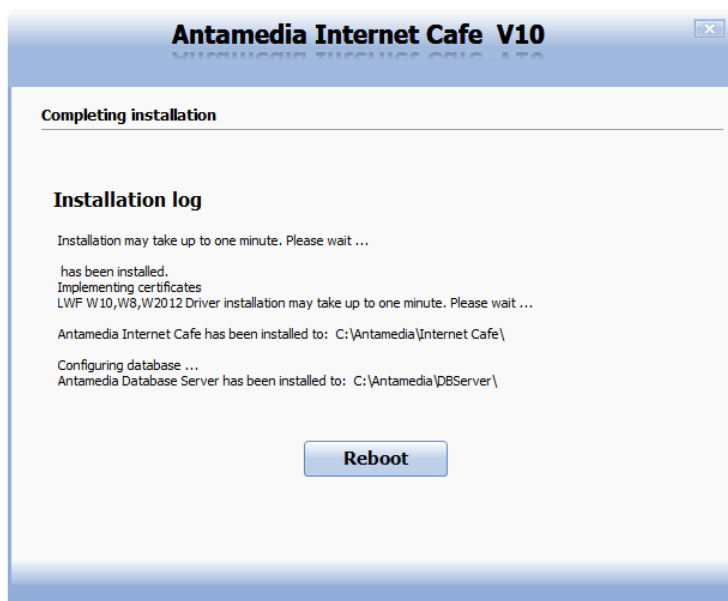 Antamedia Internet Cafe V10
Completing installation
Installation log
Installation may take up to one minute. Please wait ...
has been installed.
Implementing certificates
LWF W10,W8,W2012 Driver installation may take up to one minute. Please wait ...
Antamedia Internet Cafe has been installed to: C:\Antamedia\Internet Cafe\
Configuring database ...
Antamedia Database Server has been installed to: C:\Antamedia\DBServer\
Reboot